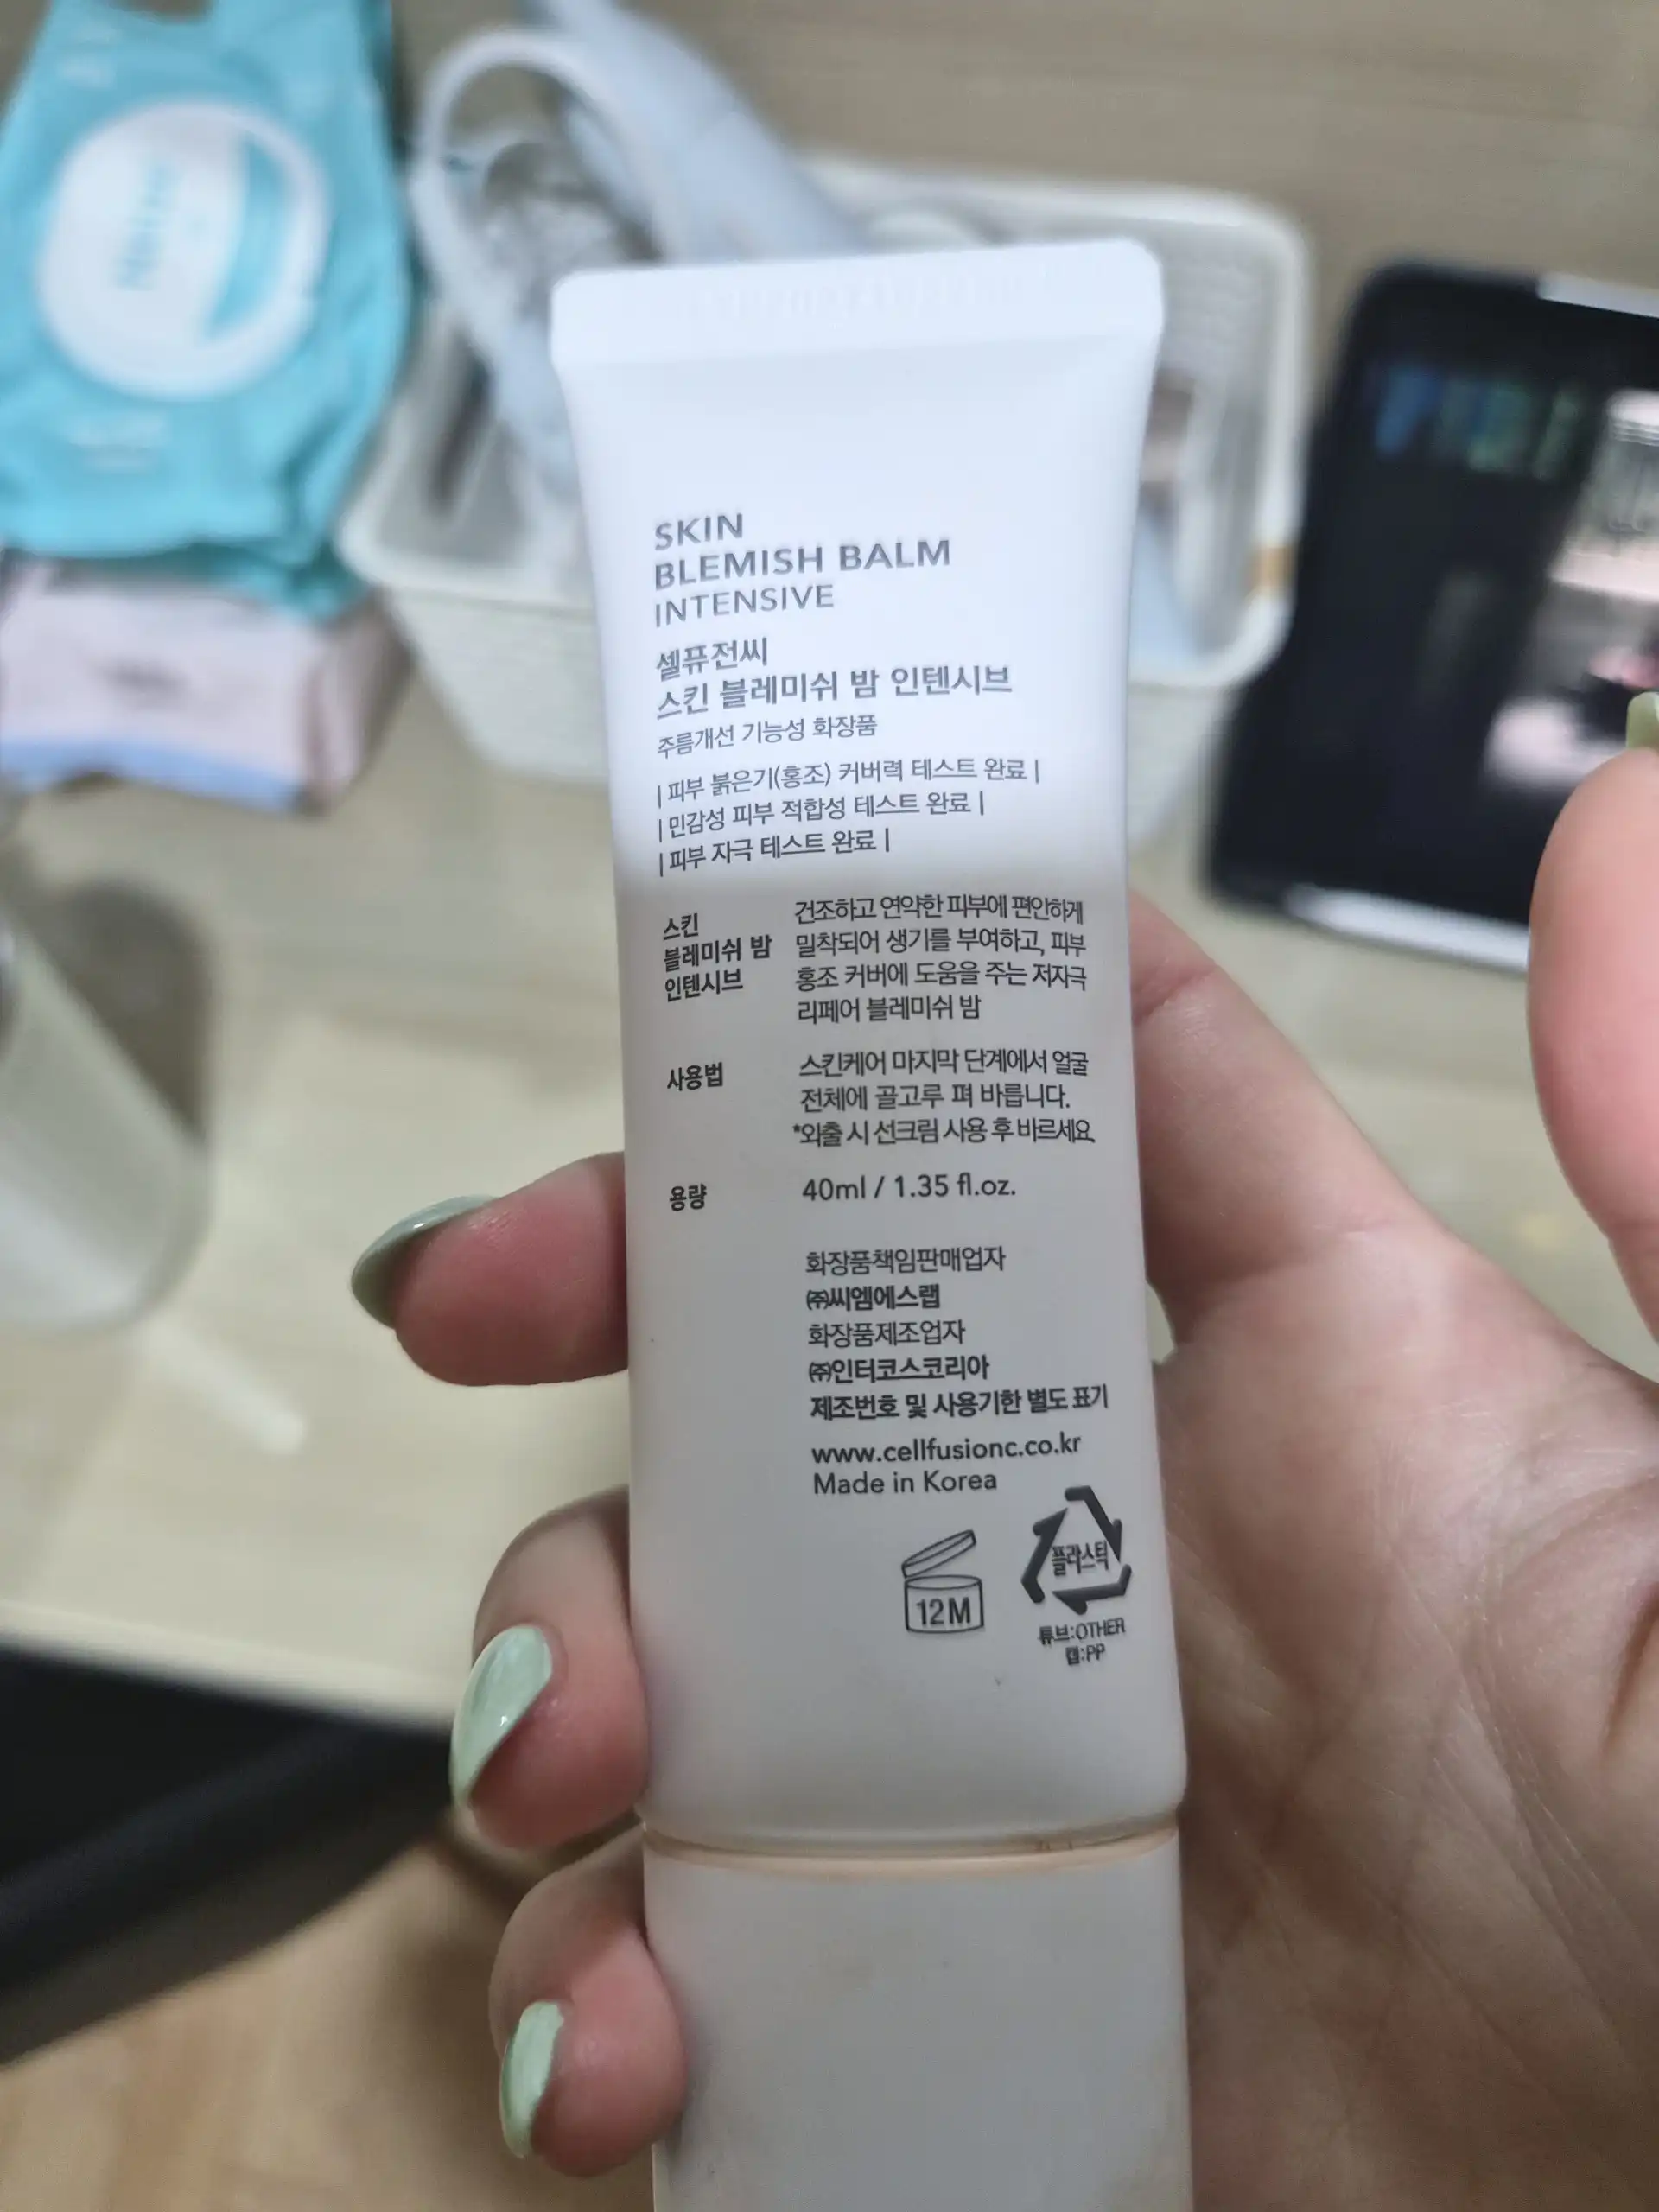 SKIN
BLEMISH BALM
INTENSIVE
셀퓨전씨
스킨 블레미쉬 밤 인텐시브
주름개선 기능성 화장품
| 피부 붉은기(홍조) 커버력 테스트 완료 |
| 민감성 피부 적합성 테스트 완료 |
| 피부 자극 테스트 완료 |
스킨
블레미쉬 밤
인텐시브
건조하고 연약한 피부에 편안하게
밀착되어 생기를 부여하고, 피부
홍조 커버에 도움을 주는 저자극
리페어 블레미쉬 밤
사용법
스킨케어 마지막 단계에서 얼굴
전체에 골고루 펴 바릅니다.
*외출 시 선크림 사용 후 바르세요.
용량
40ml / 1.35 fl.oz.
화장품책임판매업자
㈜씨엠에스랩
화장품제조업자
㈜인터코스코리아
제조번호 및 사용기한 별도 표기
www.cellfusionc.co.kr
Made in Korea
12M
플라스틱
튜브:OTHER
캡:PP